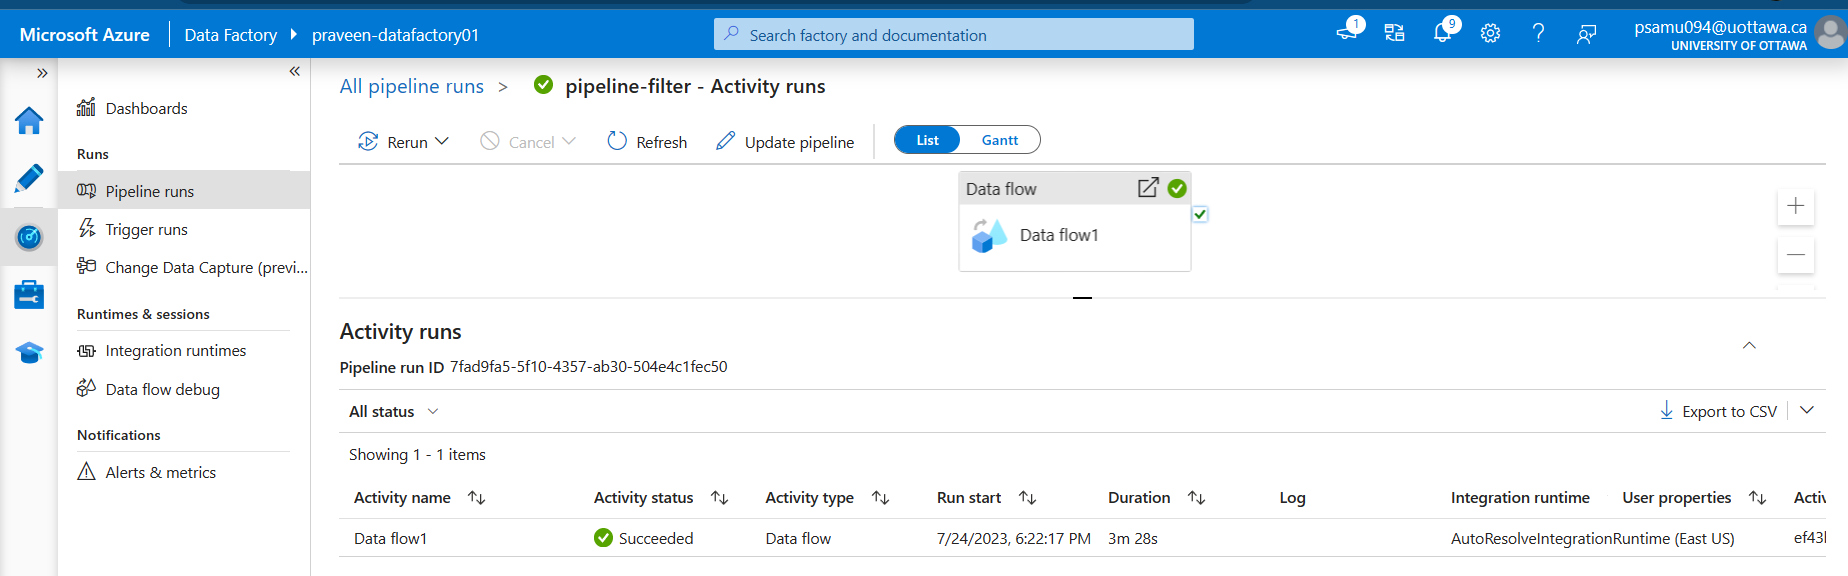 Microsoft Azure
Data Factory
praveen-datafactory01
Search factory and documentation
1
9
psamu094@uottawa.ca
UNIVERSITY OF OTTAWA
Dashboards
Runs
Pipeline runs
Trigger runs
Change Data Capture (previ...
Runtimes & sessions
Integration runtimes
Data flow debug
Notifications
Alerts & metrics
All pipeline runs > pipeline-filter - Activity runs
Rerun Cancel Refresh Update pipeline List Gantt
Data flow
Data flow1
Activity runs
Pipeline run ID 7fad9fa5-5f10-4357-ab30-504e4c1fec50
All status
Export to CSV
Showing 1 - 1 items
Activity name Activity status Activity type Run start Duration Log Integration runtime User properties
Data flow1 Succeeded Data flow 7/24/2023, 6:22:17 PM 3m 28s AutoResolveIntegrationRuntime (East US)